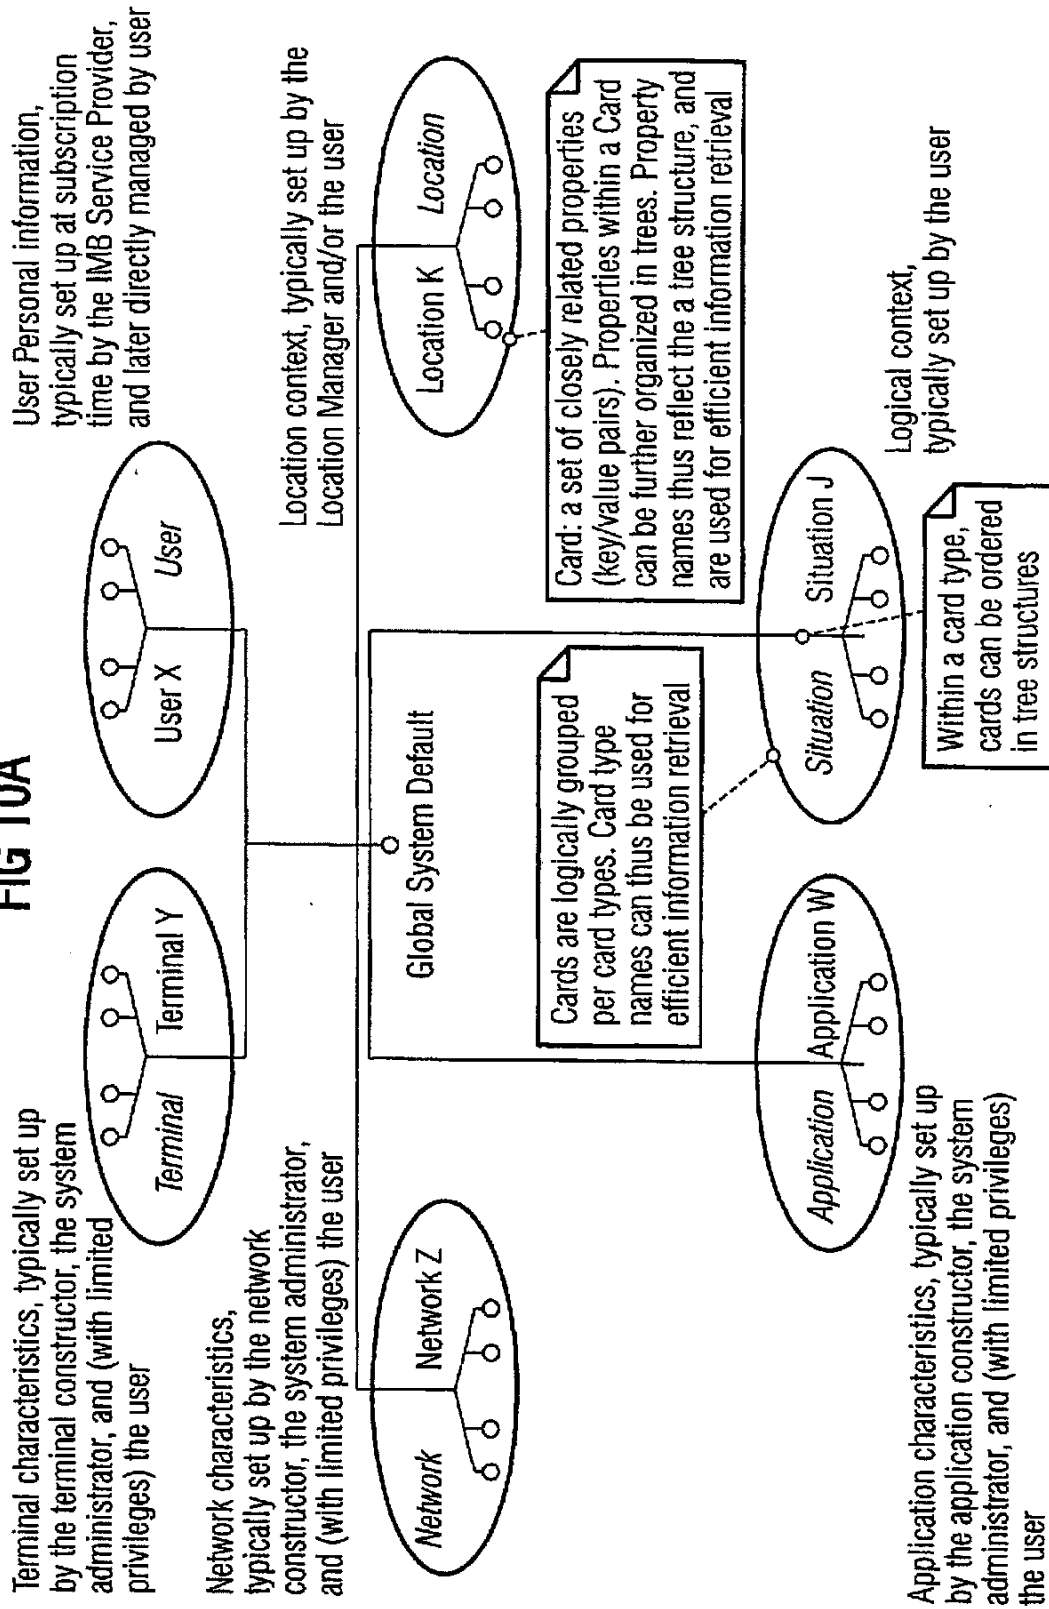 FIG 10A
Terminal characteristics, typically set up
by the terminal constructor, the system
administrator, and (with limited
privileges) the user
Terminal
Terminal Y
User X
User
User Personal information,
typically set up at subscription
time by the IMB Service Provider,
and later directly managed by user
Network characteristics,
typically set up by the network
constructor, the system administrator,
and (with limited privileges) the user
Network
Network Z
Global System Default
Location context, typically set up by the
Location Manager and/or the user
Location K
Location
Cards are logically grouped
per card types. Card type
names can thus be used for
efficient information retrieval
Card: a set of closely related properties
(key/value pairs). Properties within a Card
can be further organized in trees. Property
names thus reflect the a tree structure, and
are used for efficient information retrieval
Application
Application W
Situation
Situation J
Application characteristics, typically set up
by the application constructor, the system
administrator, and (with limited privileges)
the user
Within a card type,
cards can be ordered
in tree structures
Logical context,
typically set up by the user